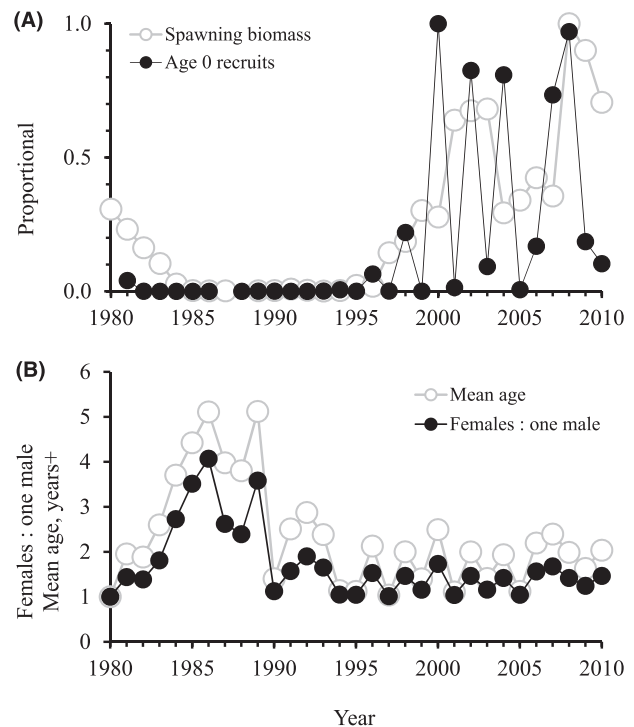 (A)
Spawning biomass
Age 0 recruits
Proportional
1.0
0.5
0.0
1980 1985 1990 1995 2000 2005 2010
(B)
Mean age
Females : one male
Females : one male
Mean age, years+
6
5
4
3
2
1
0
1980 1985 1990 1995 2000 2005 2010
Year